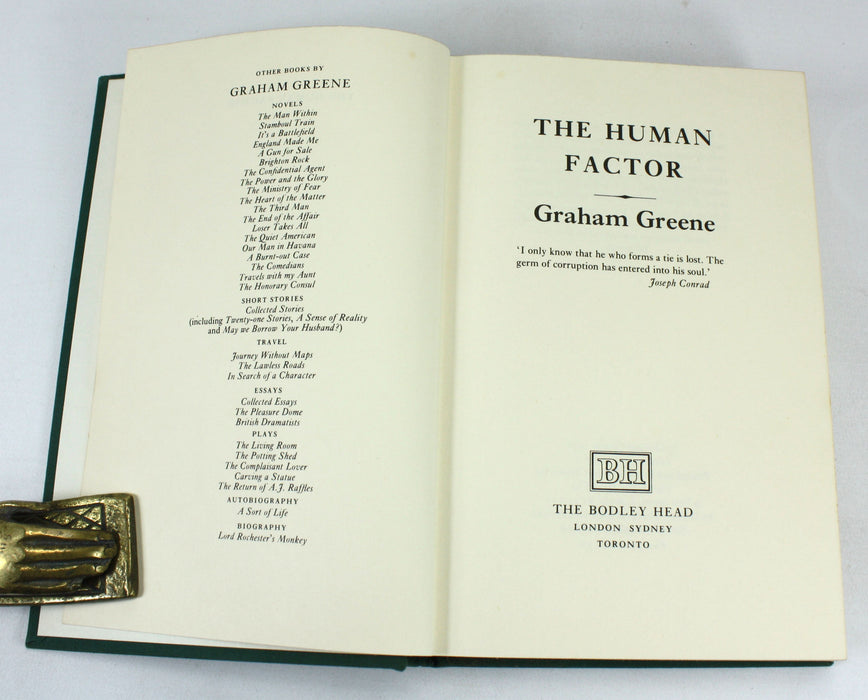 OTHER BOOKS BY
GRAHAM GREENE
NOVELS
The Man Within
Stamboul Train
It's a Battlefield
England Made Me
A Gun for Sale
Brighton Rock
The Confidential Agent
The Power and the Glory
The Ministry of Fear
The Heart of the Matter
The Third Man
The End of the Affair
Loser Takes All
The Quiet American
Our Man in Havana
A Burnt-out Case
The Comedians
Travels with my Aunt
The Honorary Consul
SHORT STORIES
Collected Stories
(including Twenty-one Stories, A Sense of Reality
and May we Borrow Your Husband?)
TRAVEL
Journey Without Maps
The Lawless Roads
In Search of a Character
ESSAYS
Collected Essays
The Pleasure Dome
British Dramatists
PLAYS
The Living Room
The Potting Shed
The Complaisant Lover
Carving a Statue
The Return of A.J. Raffles
AUTOBIOGRAPHY
A Sort of Life
BIOGRAPHY
Lord Rochester's Monkey
THE HUMAN
FACTOR
Graham Greene
'I only know that he who forms a tie is lost. The
germ of corruption has entered into his soul.'
Joseph Conrad
BH
THE BODLEY HEAD
LONDON SYDNEY
TORONTO